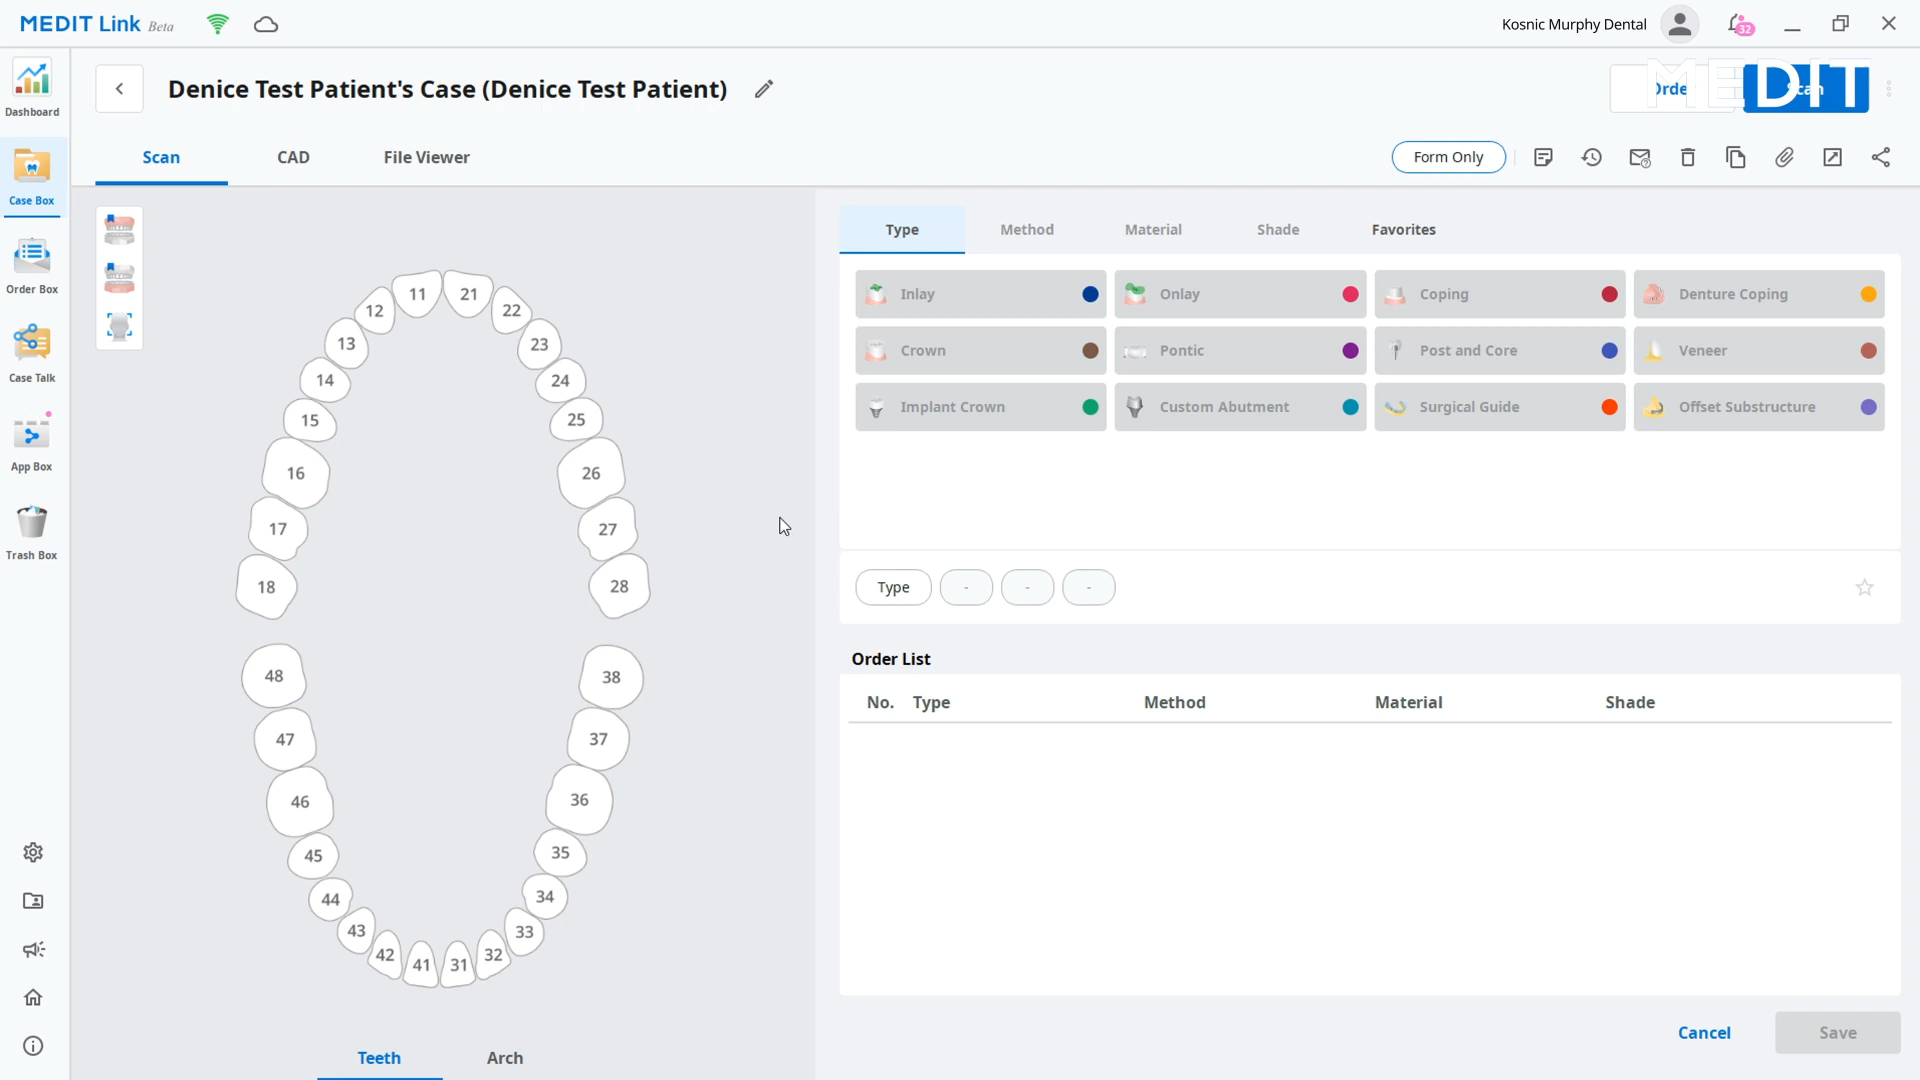 MEDIT Link Beta
Kosnic Murphy Dental
32
Dashboard
Denice Test Patient's Case (Denice Test Patient)
MEDIT
Scan
CAD
File Viewer
Form Only
Case Box
Order Box
Case Talk
App Box
Trash Box
Type
Method
Material
Shade
Favorites
Inlay
Onlay
Coping
Denture Coping
Crown
Pontic
Post and Core
Veneer
Implant Crown
Custom Abutment
Surgical Guide
Offset Substructure
11
21
12
22
13
23
14
24
15
25
16
26
17
27
18
28
48
38
47
37
46
36
45
35
44
34
43
33
42
32
41
31
Type
-
-
-
Order List
No.
Type
Method
Material
Shade
Teeth
Arch
Cancel
Save